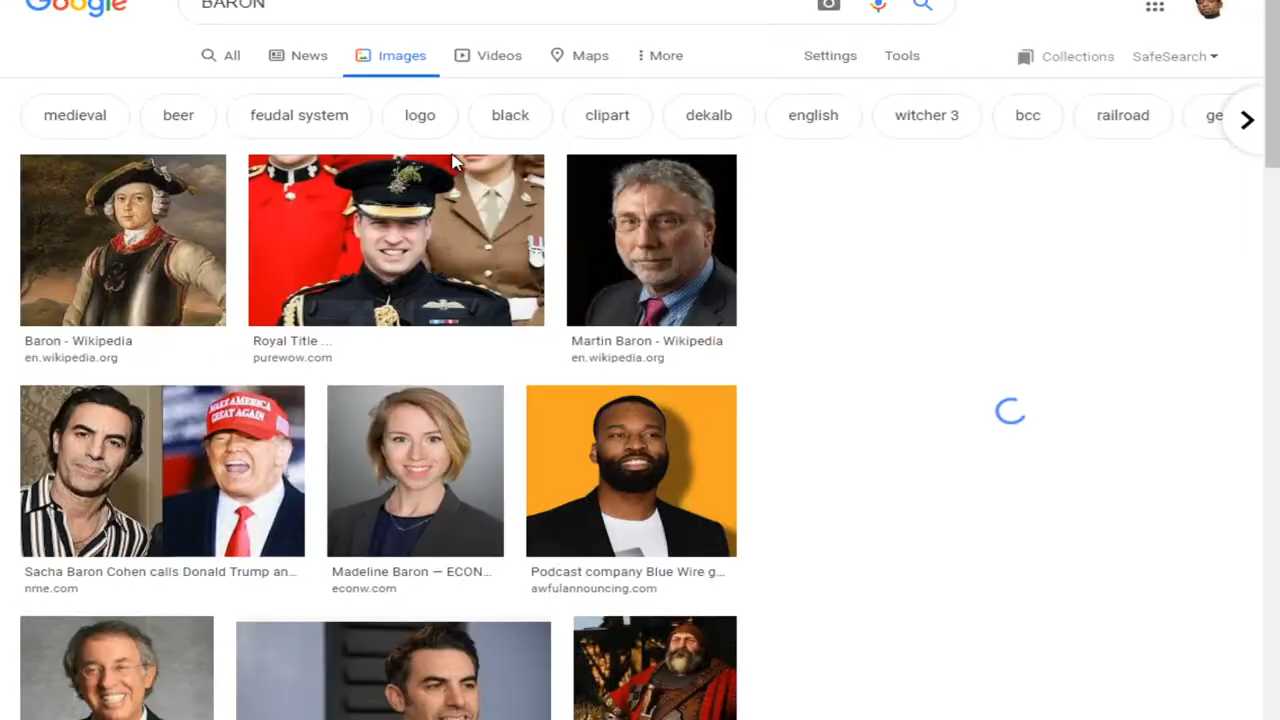 Google BARON
All News Images Videos Maps More Settings Tools Collections SafeSearch
medieval beer feudal system logo black clipart dekalb english witcher 3 bcc railroad ge
MAKE AMERICA
GREAT AGAIN
Baron - Wikipedia
en.wikipedia.org
Royal Title ...
purewow.com
Martin Baron - Wikipedia
en.wikipedia.org
Sacha Baron Cohen calls Donald Trump an...
nme.com
Madeline Baron — ECON...
econw.com
Podcast company Blue Wire g...
awfulannouncing.com